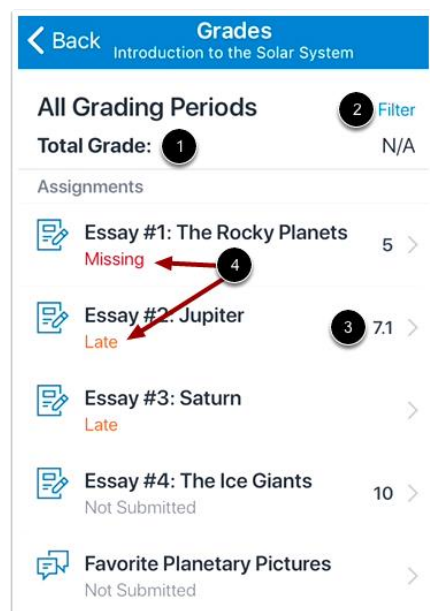 Back
Grades
Introduction to the Solar System
All Grading Periods 2 Filter
Total Grade: 1 N/A
Assignments
Essay #1: The Rocky Planets 5
Missing 4
Essay #2: Jupiter 3 7.1
Late
Essay #3: Saturn
Late
Essay #4: The Ice Giants 10
Not Submitted
Favorite Planetary Pictures
Not Submitted